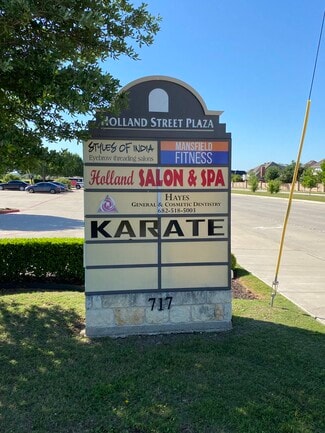 HOLLAND STREET PLAZA
STYLES OF INDIA
Eyebrow threading salon
MANSFIELD
FITNESS
Holland SALON & SPA
HAYES
GENERAL & COSMETIC DENTISTRY
682-518-5001
KARATE
717